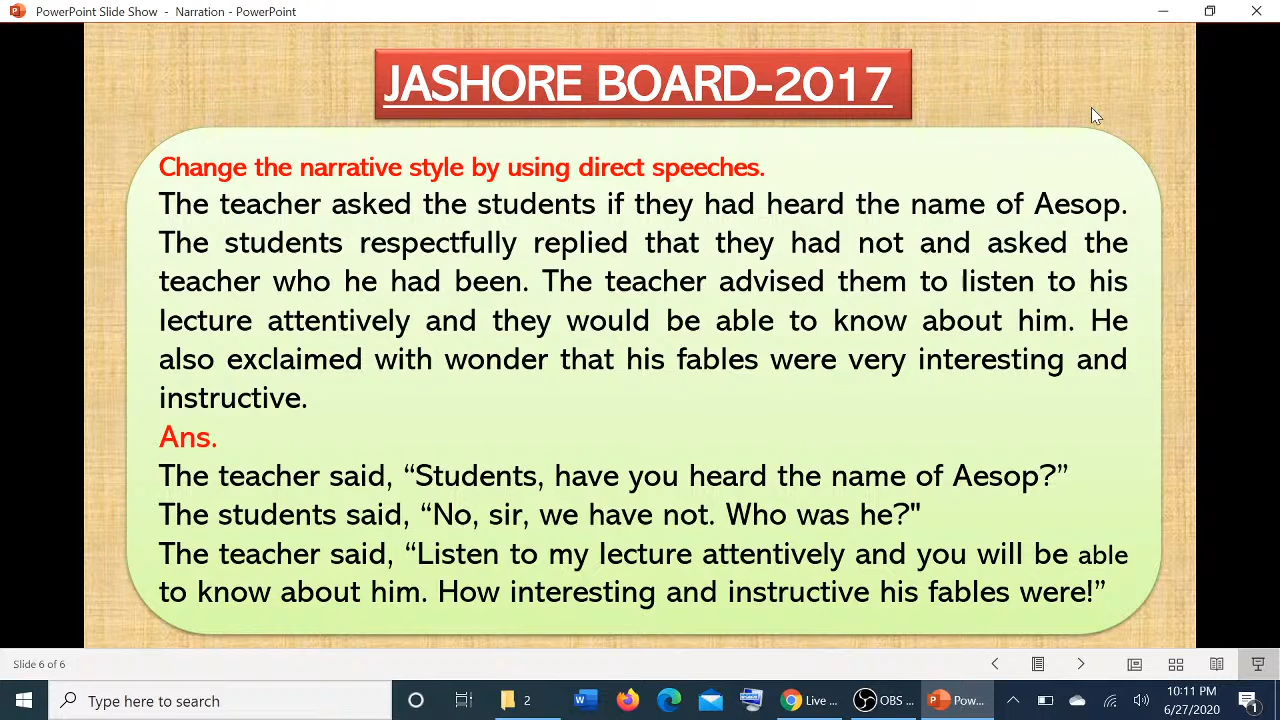 PowerPoint Slide Show - Narration - PowerPoint
JASHORE BOARD-2017
Change the narrative style by using direct speeches.
The teacher asked the students if they had heard the name of Aesop.
The students respectfully replied that they had not and asked the
teacher who he had been. The teacher advised them to listen to his
lecture attentively and they would be able to know about him. He
also exclaimed with wonder that his fables were very interesting and
instructive.
Ans.
The teacher said, “Students, have you heard the name of Aesop?”
The students said, “No, sir, we have not. Who was he?"
The teacher said, “Listen to my lecture attentively and you will be able
to know about him. How interesting and instructive his fables were!”
Slide 6 of 6
Type here to search
2
Live ...
OBS ...
Pow...
10:11 PM
6/27/2020
1